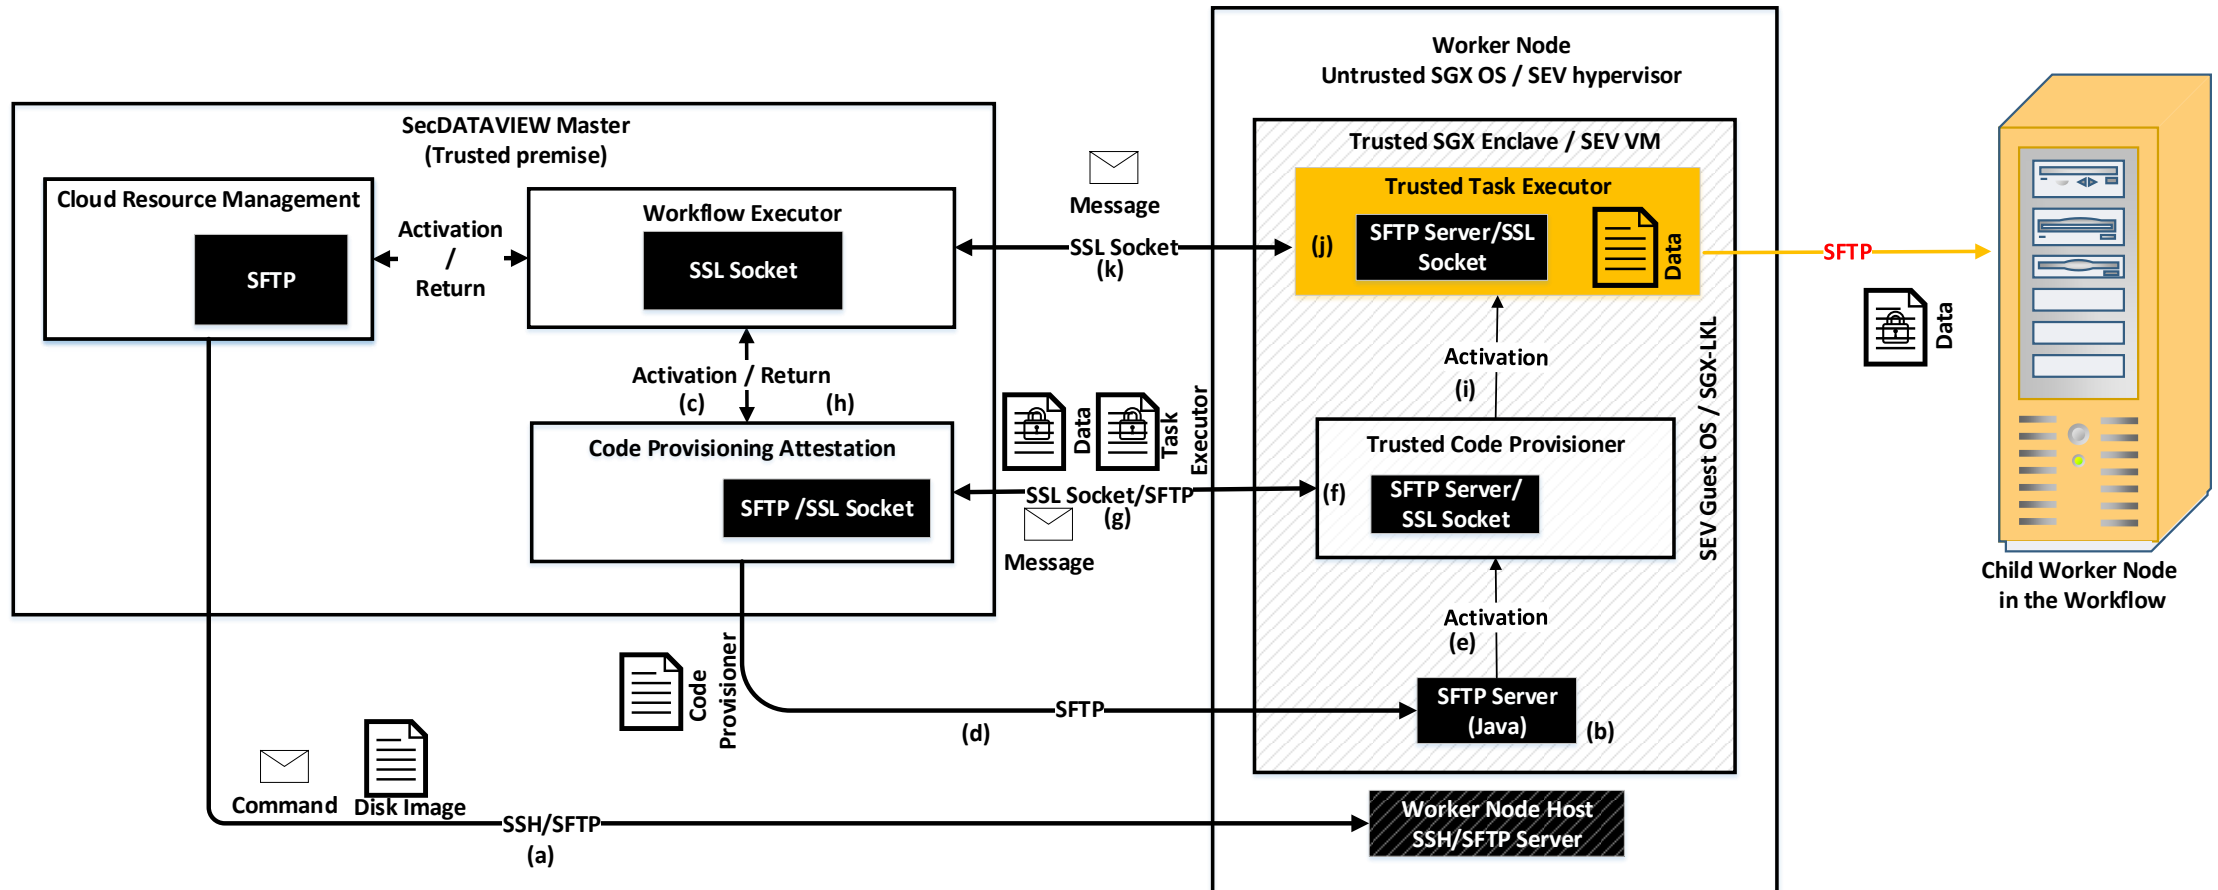 SecDATAVIEW Master
(Trusted premise)
Cloud Resource Management
SFTP
Activation
/
Return
Workflow Executor
SSL Socket
Activation / Return
(c)
(h)
Code Provisioning Attestation
SFTP /SSL Socket
Message
SSL Socket
(k)
Data
Task
Executor
SSL Socket/SFTP
(g)
Message
Code
Provisioner
SFTP
(d)
Command
Disk Image
SSH/SFTP
(a)
Worker Node
Untrusted SGX OS / SEV hypervisor
Trusted SGX Enclave / SEV VM
Trusted Task Executor
(j)
SFTP Server/SSL
Socket
Data
Activation
(i)
Trusted Code Provisioner
(f)
SFTP Server/
SSL Socket
Activation
(e)
SFTP Server
(Java)
(b)
SEV Guest OS / SGX-LKL
Worker Node Host
SSH/SFTP Server
SFTP
Data
Child Worker Node
in the Workflow